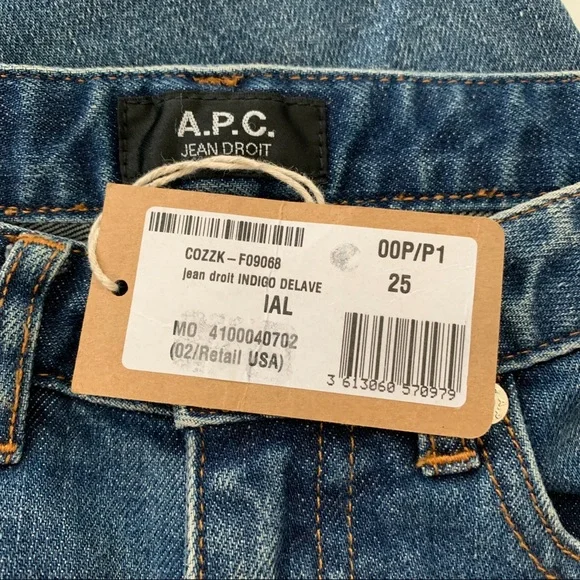 A.P.C.
JEAN DROIT
COZZK-F09068
jean droit INDIGO DELAVE
IAL
MO 4100040702
(02/Retail USA)
00P/P1
25
3 613060 570979